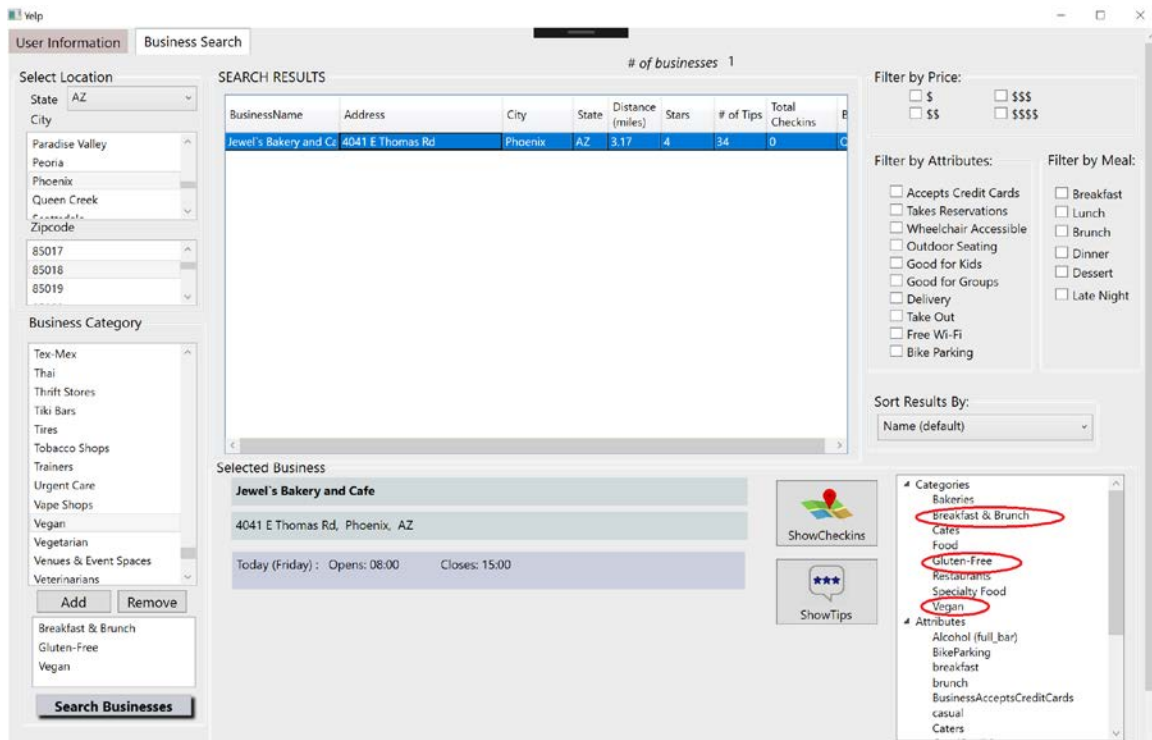 Yelp
User Information
Business Search
# of businesses 1
Select Location
State AZ
City
Paradise Valley
Peoria
Phoenix
Queen Creek
Zipcode
85017
85018
85019
Business Category
Tex-Mex
Thai
Thrift Stores
Tiki Bars
Tires
Tobacco Shops
Trainers
Urgent Care
Vape Shops
Vegan
Vegetarian
Venues & Event Spaces
Veterinarians
Add Remove
Breakfast & Brunch
Gluten-Free
Vegan
Search Businesses
SEARCH RESULTS
BusinessName Address City State Distance (miles) Stars # of Tips Total Checkins
Jewel`s Bakery and Ca 4041 E Thomas Rd Phoenix AZ 3.17 4 34 0
Filter by Price:
$ $$$
$$ $$$$
Filter by Attributes:
Accepts Credit Cards
Takes Reservations
Wheelchair Accessible
Outdoor Seating
Good for Kids
Good for Groups
Delivery
Take Out
Free Wi-Fi
Bike Parking
Filter by Meal:
Breakfast
Lunch
Brunch
Dinner
Dessert
Late Night
Sort Results By:
Name (default)
Selected Business
Jewel`s Bakery and Cafe
4041 E Thomas Rd, Phoenix, AZ
Today (Friday) : Opens: 08:00 Closes: 15:00
ShowCheckins
ShowTips
Categories
Bakeries
Breakfast & Brunch
Cafes
Food
Gluten-Free
Restaurants
Specialty Food
Vegan
Attributes
Alcohol (full_bar)
BikeParking
breakfast
brunch
BusinessAcceptsCreditCards
casual
Caters